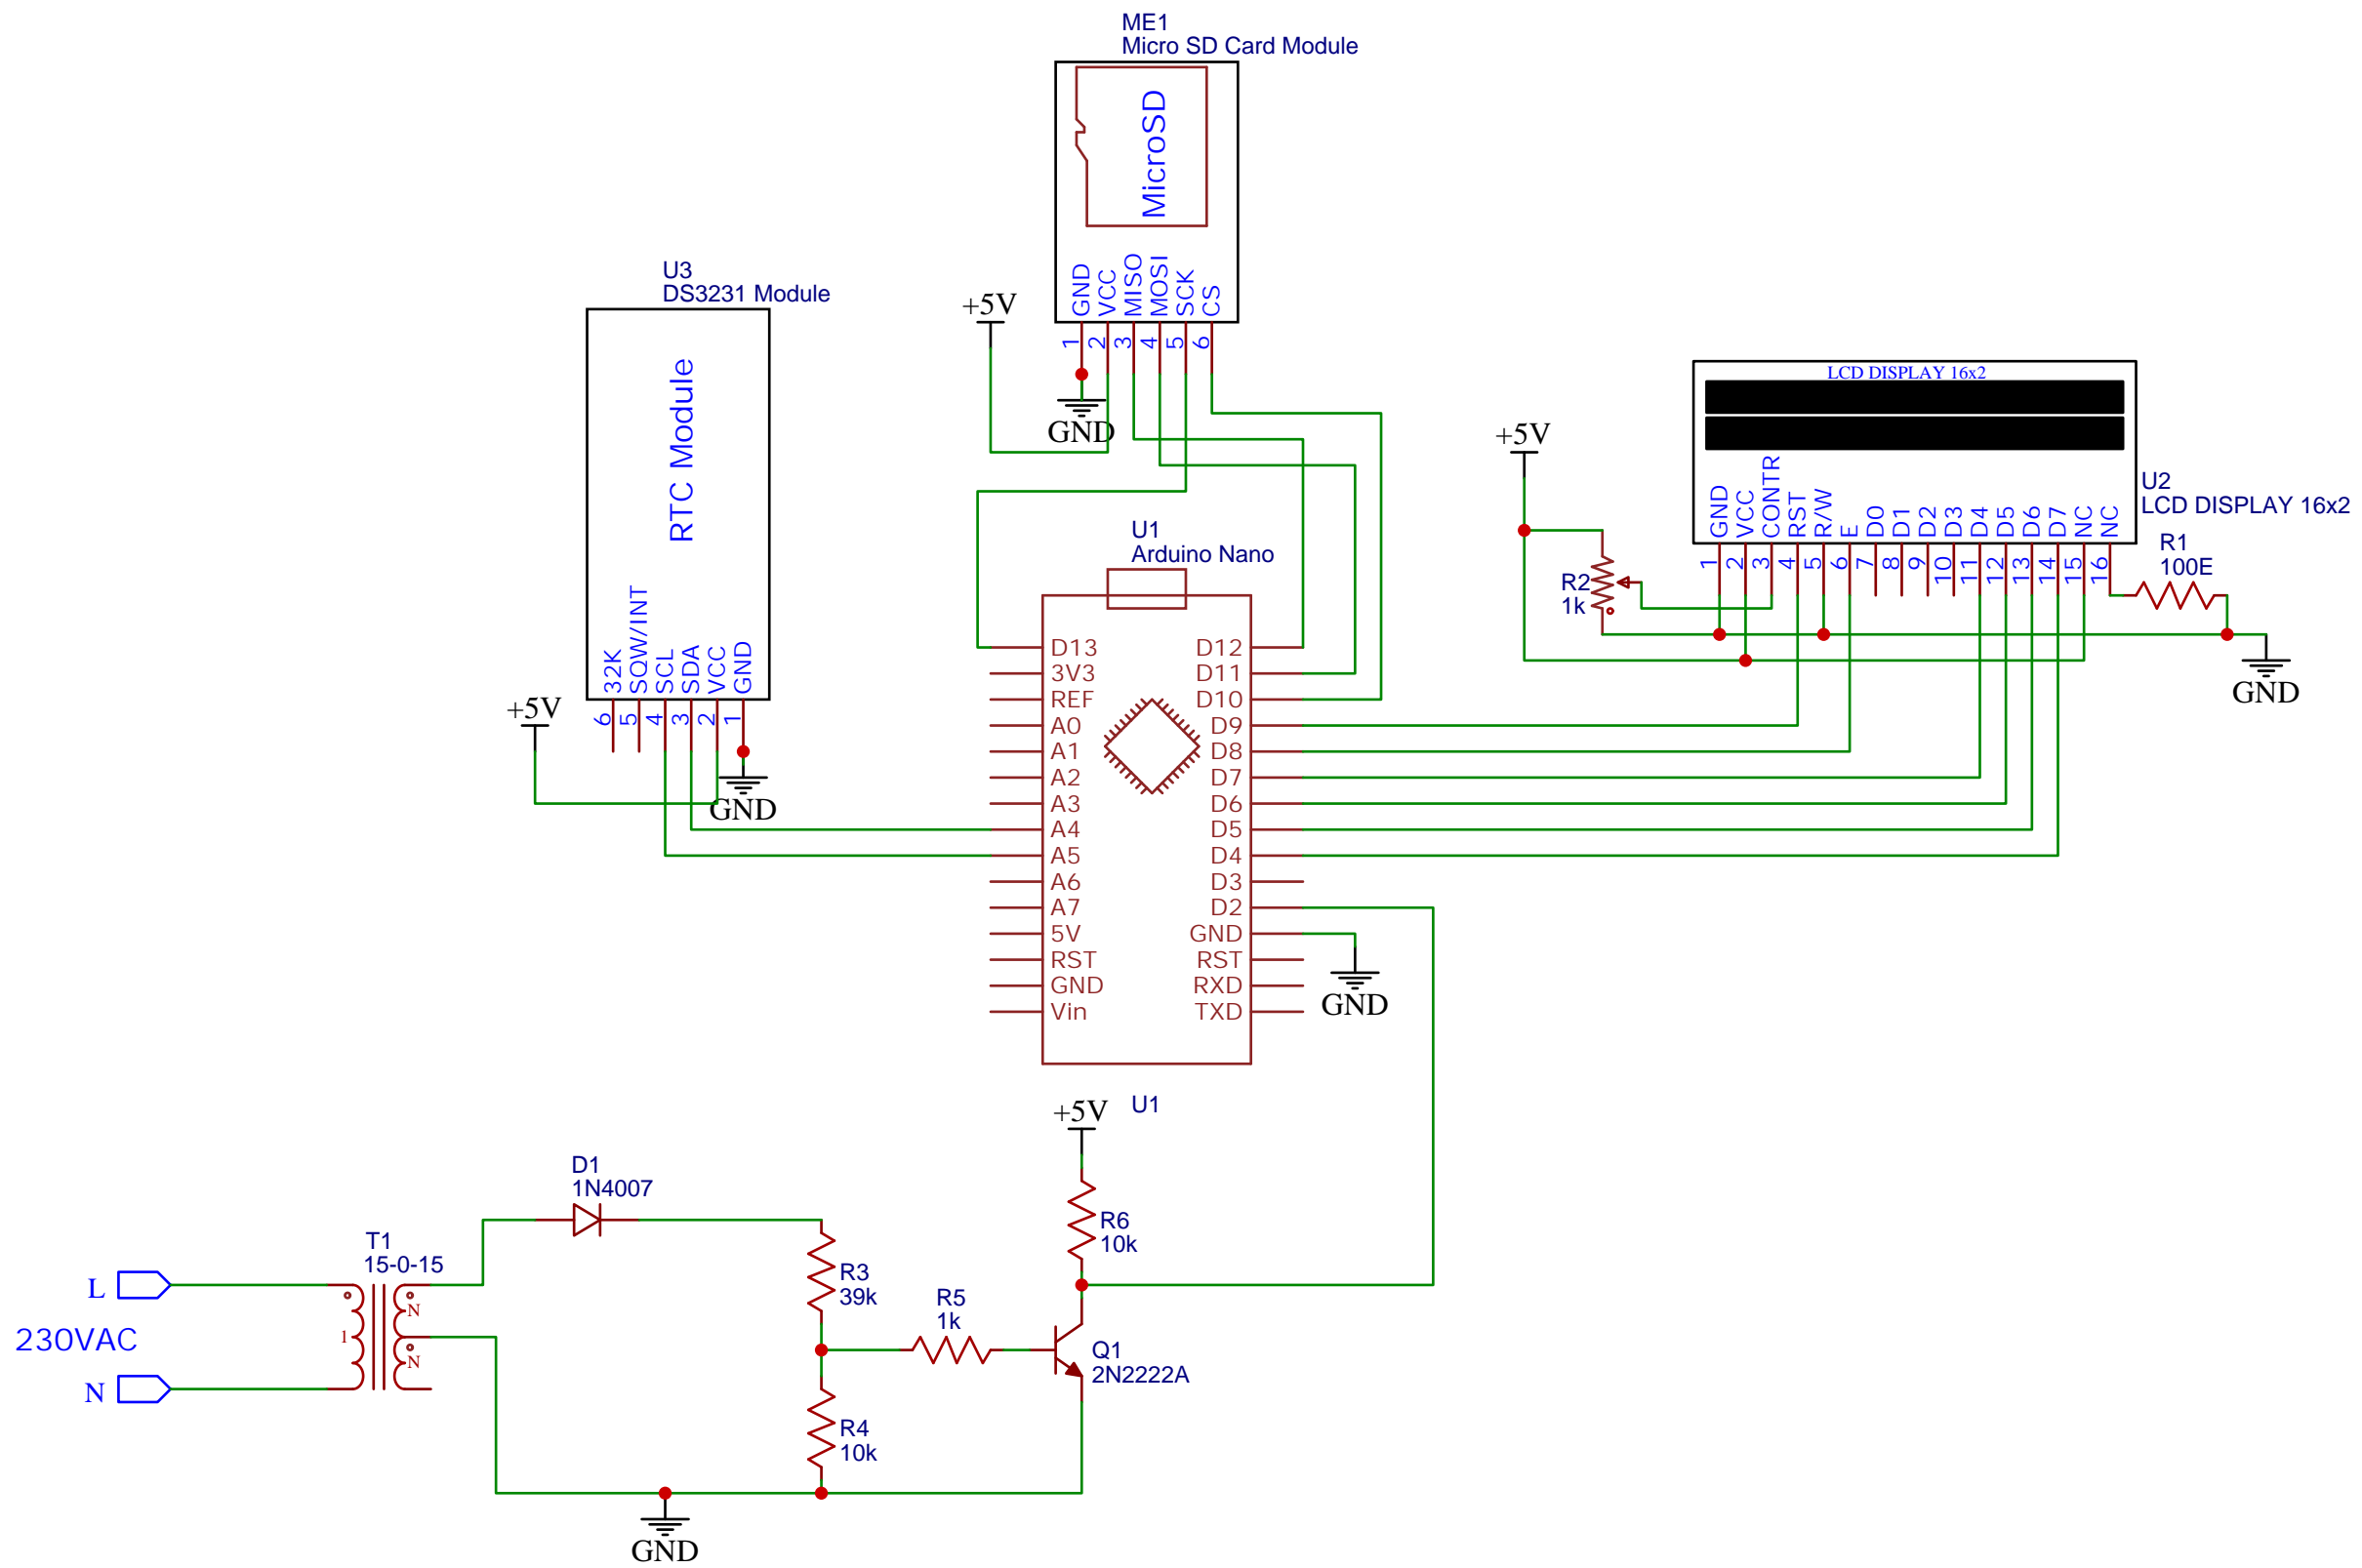 ME1
Micro SD Card Module
MicroSD
GND
VCC
MISO
MOSI
SCK
CS
1
2
3
4
5
6
+5V
GND
U3
DS3231 Module
RTC Module
32K
SQW/INT
SCL
SDA
VCC
GND
6
5
4
3
2
1
+5V
GND
LCD DISPLAY 16x2
U2
LCD DISPLAY 16x2
GND
VCC
CONTR
RST
R/W
E
D0
D1
D2
D3
D4
D5
D6
D7
NC
NC
1
2
3
4
5
6
7
8
9
10
11
12
13
14
15
16
R1
100E
+5V
R2
1k
GND
U1
Arduino Nano
D13 D12
3V3 D11
REF D10
A0 D9
A1 D8
A2 D7
A3 D6
A4 D5
A5 D4
A6 D3
A7 D2
5V GND
RST RST
GND RXD
Vin TXD
GND
U1
+5V
R6
10k
D1
1N4007
T1
15-0-15
L
230VAC
N
1
N
N
R3
39k
R5
1k
Q1
2N2222A
R4
10k
GND